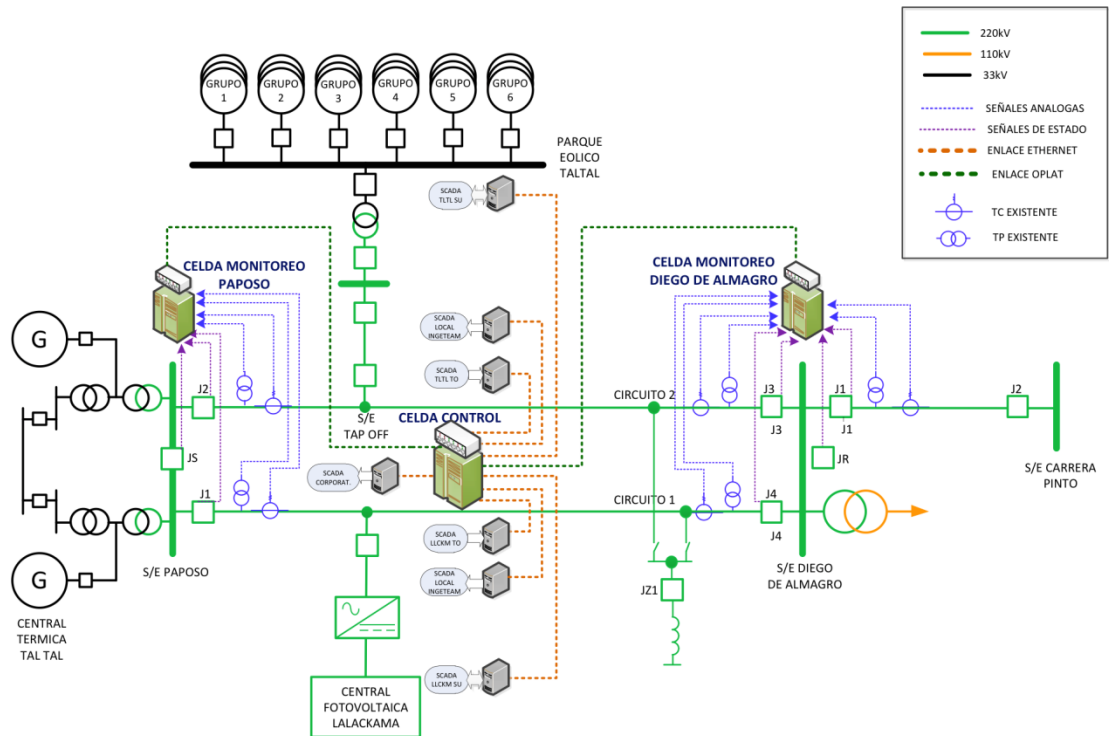 GRUPO
1
GRUPO
2
GRUPO
3
GRUPO
4
GRUPO
5
GRUPO
6
PARQUE
EOLICO
TALTAL
220kV
110kV
33kV
SEÑALES ANALOGAS
SEÑALES DE ESTADO
ENLACE ETHERNET
ENLACE OPLAT
TC EXISTENTE
TP EXISTENTE
SCADA
TLTL SU
CELDA MONITOREO
PAPOSO
CELDA MONITOREO
DIEGO DE ALMAGRO
SCADA
LOCAL
INGETEAM
SCADA
TLTL TO
G
J2
S/E
TAP OFF
CELDA CONTROL
CIRCUITO 2
J3
J3
J1
J1
J2
JS
JR
SCADA
CORPORAT.
S/E CARRERA
PINTO
J1
CIRCUITO 1
J4
J4
SCADA
LLCKM TO
S/E PAPOSO
S/E DIEGO
DE ALMAGRO
G
SCADA
LOCAL
INGETEAM
JZ1
CENTRAL
TERMICA
TAL TAL
SCADA
LLCKM SU
CENTRAL
FOTOVOLTAICA
LALACKAMA